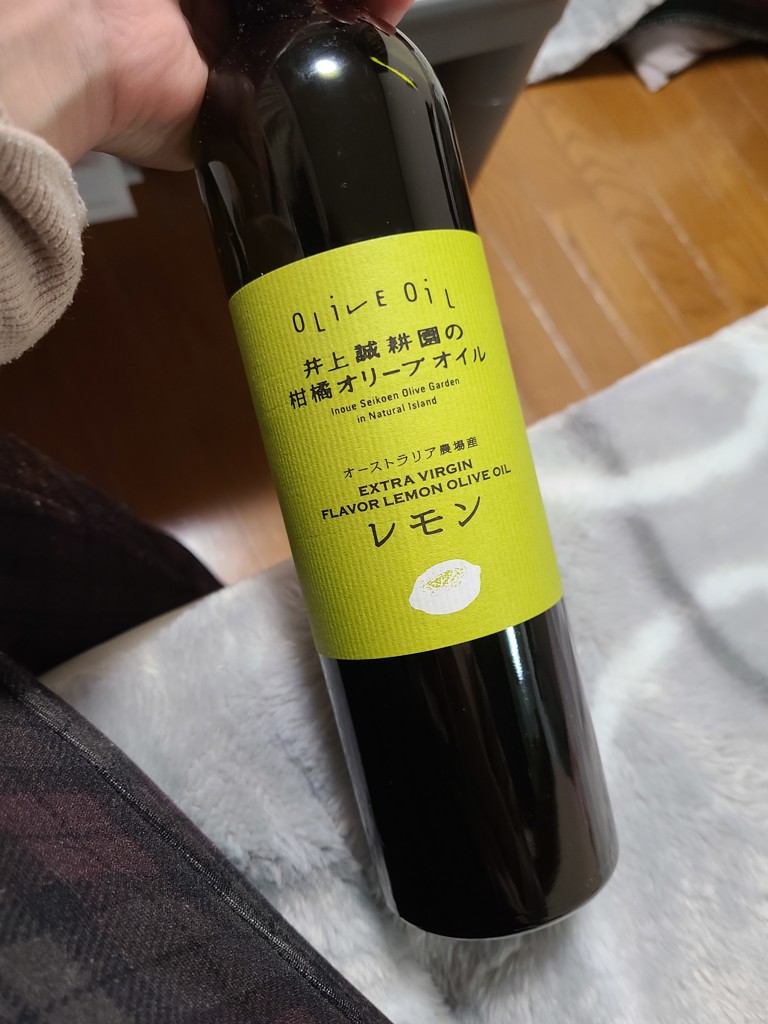 OLiVE OiL
井上誠耕園の
柑橘オリーブオイル
Inoue Seikoen Olive Garden
in Natural Island
オーストラリア農場産
EXTRA VIRGIN
FLAVOR LEMON OLIVE OIL
レモン